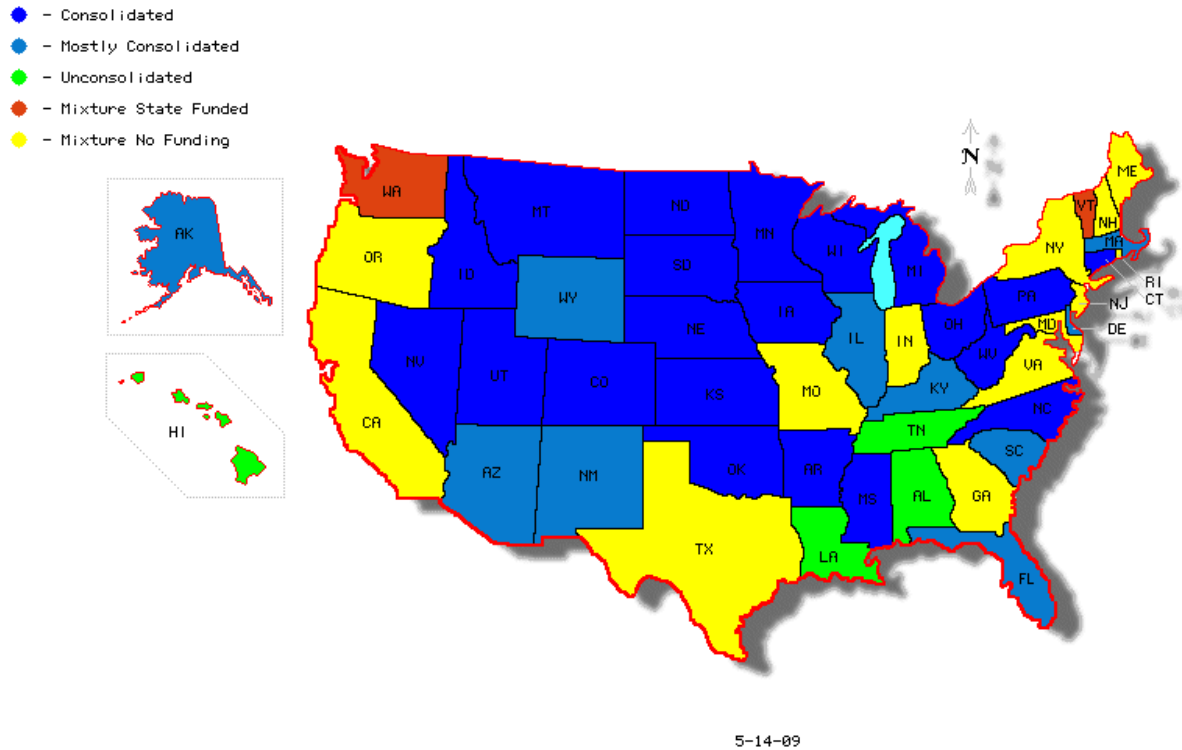 - Consolidated
- Mostly Consolidated
- Unconsolidated
- Mixture State Funded
- Mixture No Funding
N
ME
WA
VT
NH
MT
ND
MN
AK
OR
NY
MA
ID
SD
WI
MI
RI
CT
WY
PA
NJ
IA
NE
IL
IN
OH
MD
DE
NV
UT
CO
WV
VA
KS
MO
KY
CA
HI
NC
TN
SC
AZ
NM
OK
AR
MS
AL
GA
TX
LA
FL
5-14-09